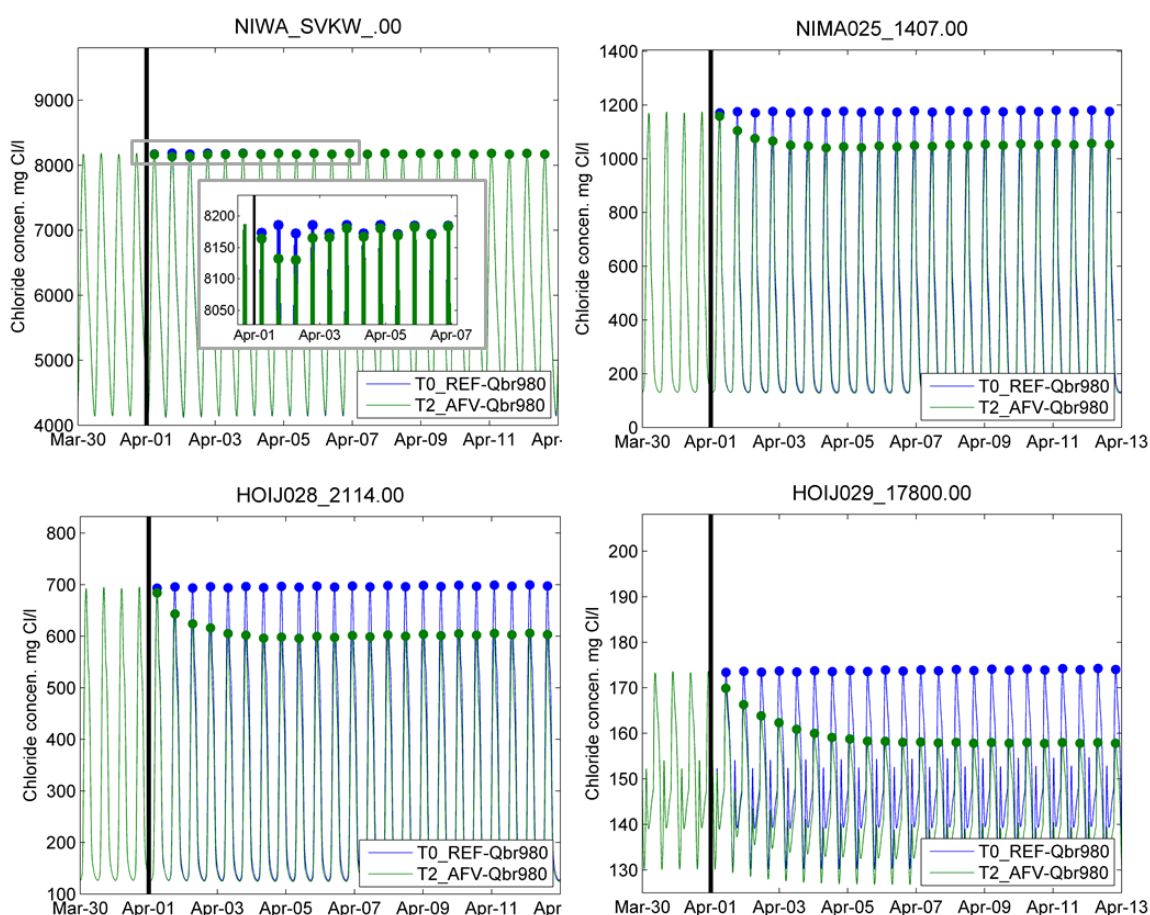 NIWA_SVKW_.00
Chloride concen. mg Cl/l
9000
8000
7000
6000
5000
4000
8200
8150
8100
8050
Apr-01 Apr-03 Apr-05 Apr-07
T0_REF-Qbr980
T2_AFV-Qbr980
Mar-30 Apr-01 Apr-03 Apr-05 Apr-07 Apr-09 Apr-11 Apr-
NIMA025_1407.00
Chloride concen. mg Cl/l
1400
1200
1000
800
600
400
200
0
T0_REF-Qbr980
T2_AFV-Qbr980
Mar-30 Apr-01 Apr-03 Apr-05 Apr-07 Apr-09 Apr-11 Apr-13
HOIJ028_2114.00
Chloride concen. mg Cl/l
800
700
600
500
400
300
200
100
T0_REF-Qbr980
T2_AFV-Qbr980
Mar-30 Apr-01 Apr-03 Apr-05 Apr-07 Apr-09 Apr-11 Apr
HOIJ029_17800.00
Chloride concen. mg Cl/l
200
190
180
170
160
150
140
130
T0_REF-Qbr980
T2_AFV-Qbr980
Mar-30 Apr-01 Apr-03 Apr-05 Apr-07 Apr-09 Apr-11 Apr-13